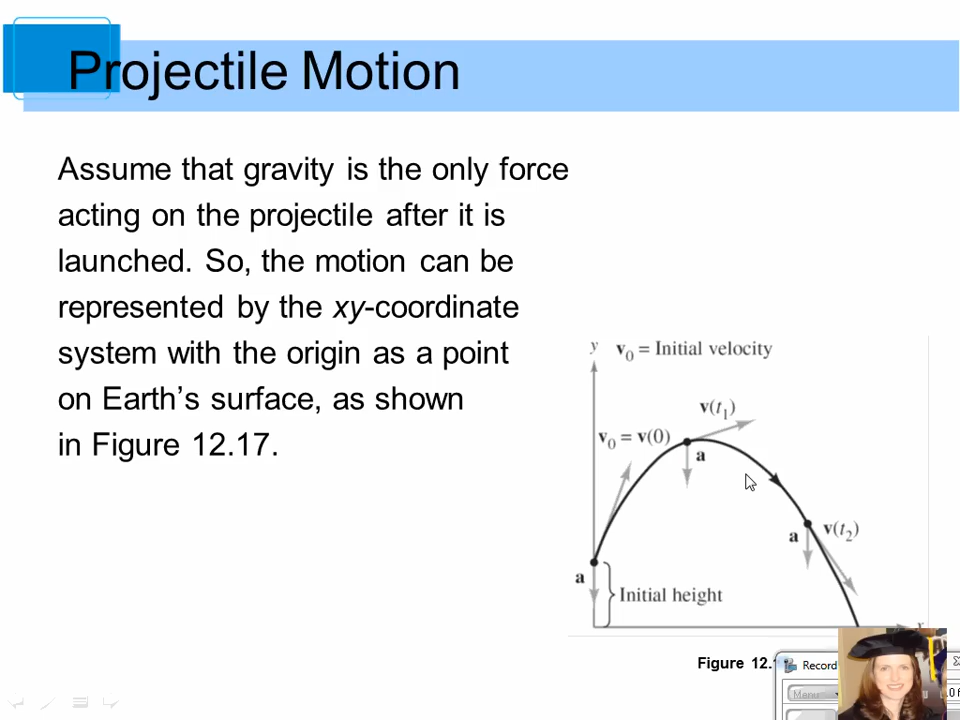 Projectile Motion
Assume that gravity is the only force
acting on the projectile after it is
launched. So, the motion can be
represented by the xy-coordinate
system with the origin as a point
on Earth’s surface, as shown
in Figure 12.17.
y v₀ = Initial velocity
v(t₁)
v₀ = v(0)
a
a v(t₂)
a
Initial height
x
Figure 12.
Record
Menu